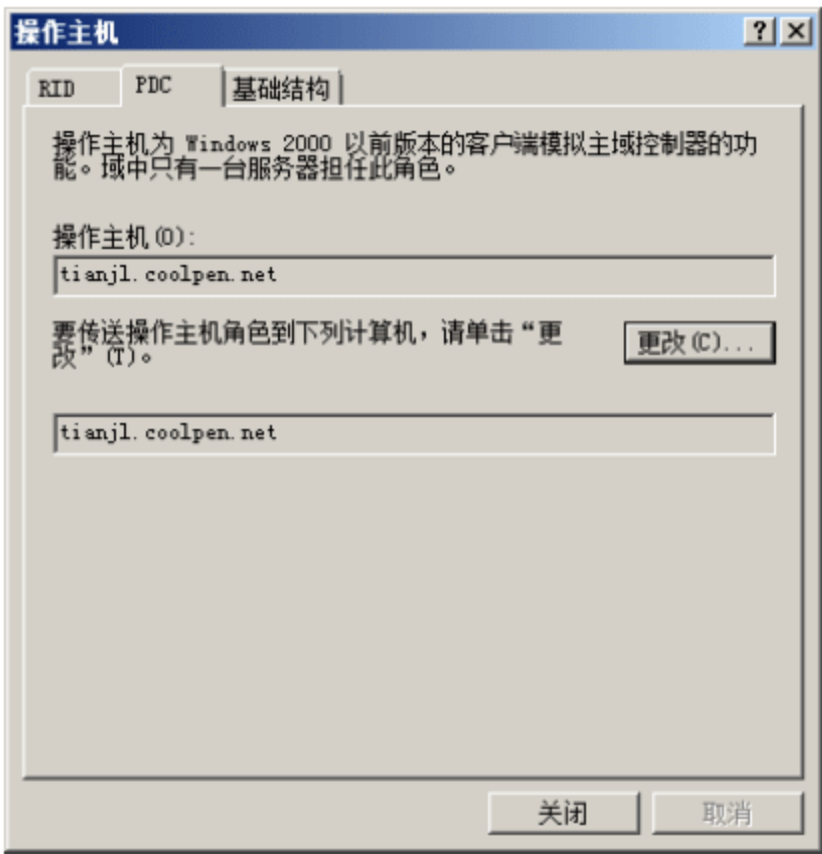 操作主机
RID PDC 基础结构
操作主机为 Windows 2000 以前版本的客户端模拟主域控制器的功
能。域中只有一台服务器担任此角色。
操作主机(O):
tianjl.coolpen.net
要传送操作主机角色到下列计算机，请单击“更
改”(T)。
更改(C)...
tianjl.coolpen.net
关闭 取消